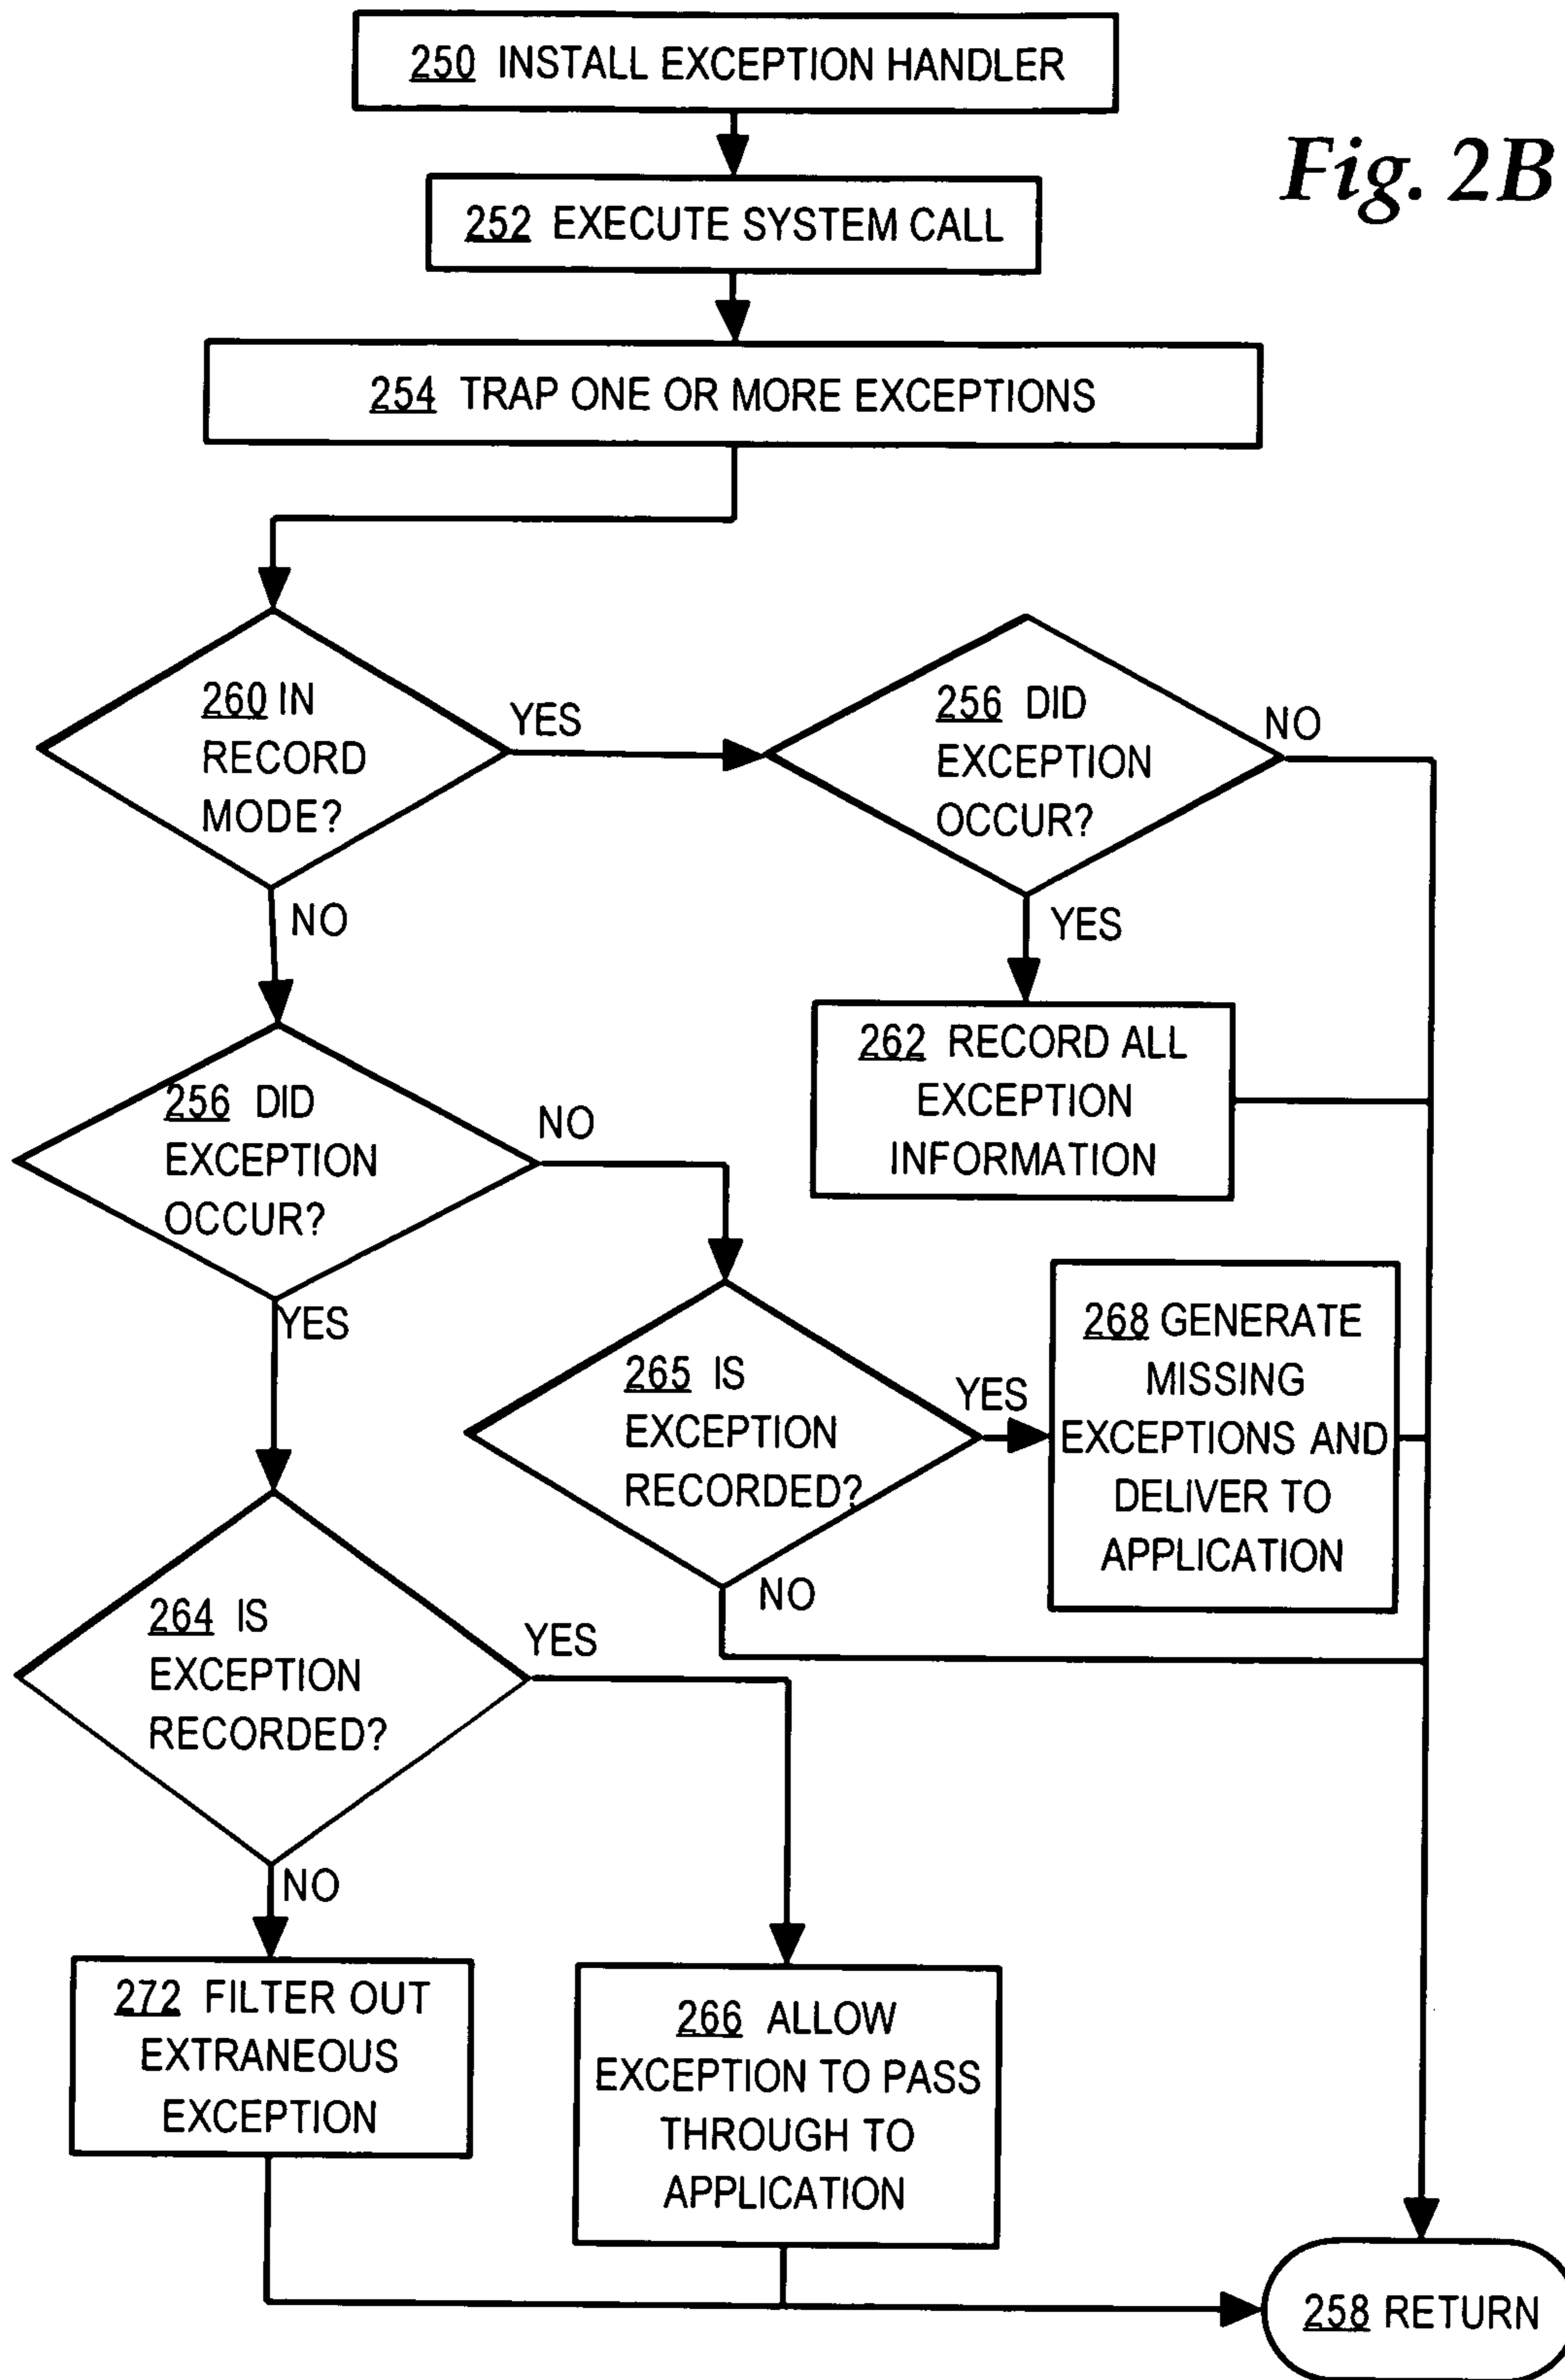 250 INSTALL EXCEPTION HANDLER
Fig. 2B
252 EXECUTE SYSTEM CALL
254 TRAP ONE OR MORE EXCEPTIONS
260 IN
RECORD
MODE?
YES
NO
256 DID
EXCEPTION
OCCUR?
NO
YES
262 RECORD ALL
EXCEPTION
INFORMATION
256 DID
EXCEPTION
OCCUR?
NO
YES
265 IS
EXCEPTION
RECORDED?
YES
NO
268 GENERATE
MISSING
EXCEPTIONS AND
DELIVER TO
APPLICATION
264 IS
EXCEPTION
RECORDED?
YES
NO
272 FILTER OUT
EXTRANEOUS
EXCEPTION
266 ALLOW
EXCEPTION TO PASS
THROUGH TO
APPLICATION
258 RETURN